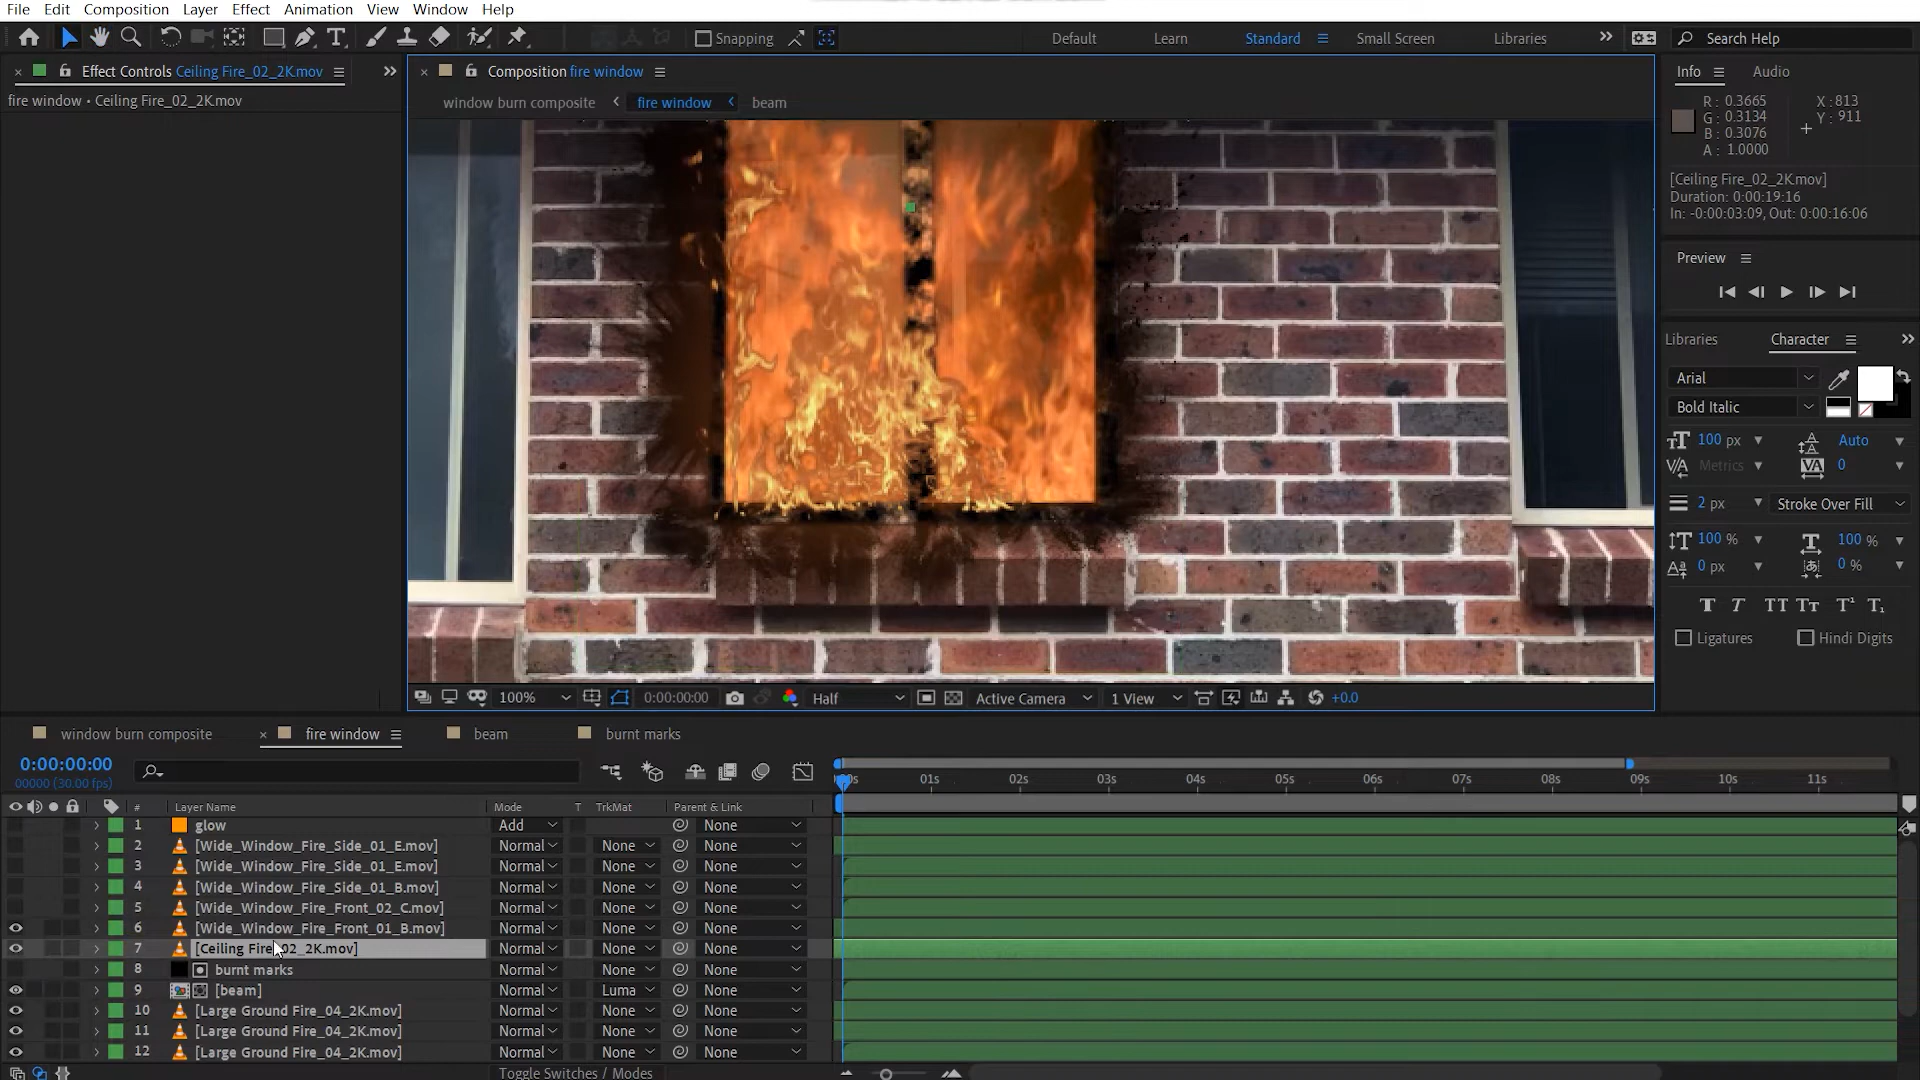 File Edit Composition Layer Effect Animation View Window Help
Snapping Default Learn Standard Small Screen Libraries Search Help
Effect Controls Ceiling Fire_02_2K.mov
fire window • Ceiling Fire_02_2K.mov
Composition fire window
window burn composite fire window beam
Info Audio
R: 0.3665
G: 0.3134
B: 0.3076
A: 1.0000
X: 813
Y: 911
[Ceiling Fire_02_2K.mov]
Duration: 0:00:19:16
In: -0:00:03:09, Out: 0:00:16:06
Preview
Libraries Character
Arial
Bold Italic
100 px Auto
Metrics 0
2 px Stroke Over Fill
100 % 100 %
0 px 0 %
T T TT Tt T¹ T₁
Ligatures Hindi Digits
100% 0:00:00:00 Half Active Camera 1 View +0.0
window burn composite fire window beam burnt marks
0:00:00:00
00000 (30.00 fps)
00s 01s 02s 03s 04s 05s 06s 07s 08s 09s 10s 11s
# Layer Name Mode T TrkMat Parent & Link
1 glow Add None
2 [Wide_Window_Fire_Side_01_E.mov] Normal None None
3 [Wide_Window_Fire_Side_01_E.mov] Normal None None
4 [Wide_Window_Fire_Side_01_B.mov] Normal None None
5 [Wide_Window_Fire_Front_02_C.mov] Normal None None
6 [Wide_Window_Fire_Front_01_B.mov] Normal None None
7 [Ceiling Fire_02_2K.mov] Normal None None
8 burnt marks Normal None None
9 [beam] Normal Luma None
10 [Large Ground Fire_04_2K.mov] Normal None None
11 [Large Ground Fire_04_2K.mov] Normal None None
12 [Large Ground Fire_04_2K.mov] Normal None None
Toggle Switches / Modes